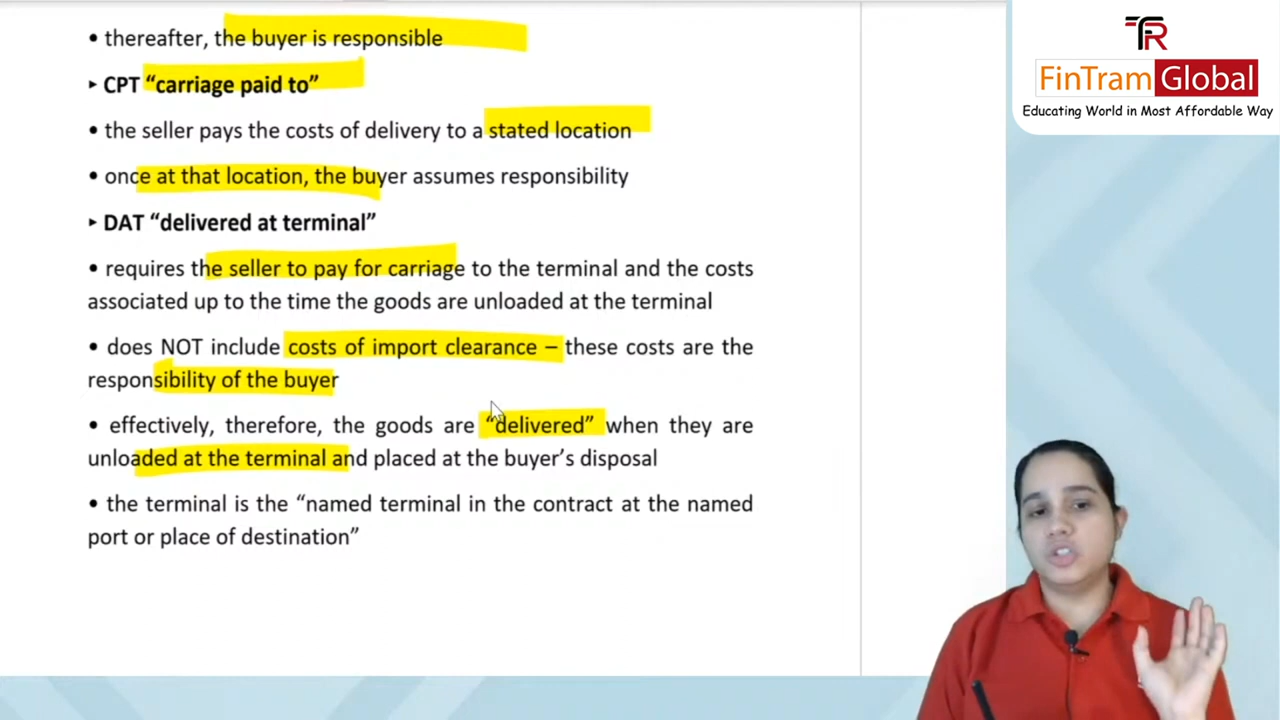 • thereafter, the buyer is responsible
▸ CPT “carriage paid to”
• the seller pays the costs of delivery to a stated location
• once at that location, the buyer assumes responsibility
▸ DAT “delivered at terminal”
• requires the seller to pay for carriage to the terminal and the costs
associated up to the time the goods are unloaded at the terminal
• does NOT include costs of import clearance – these costs are the
responsibility of the buyer
• effectively, therefore, the goods are “delivered” when they are
unloaded at the terminal and placed at the buyer’s disposal
• the terminal is the “named terminal in the contract at the named
port or place of destination”
TR
FinTram Global
Educating World in Most Affordable Way